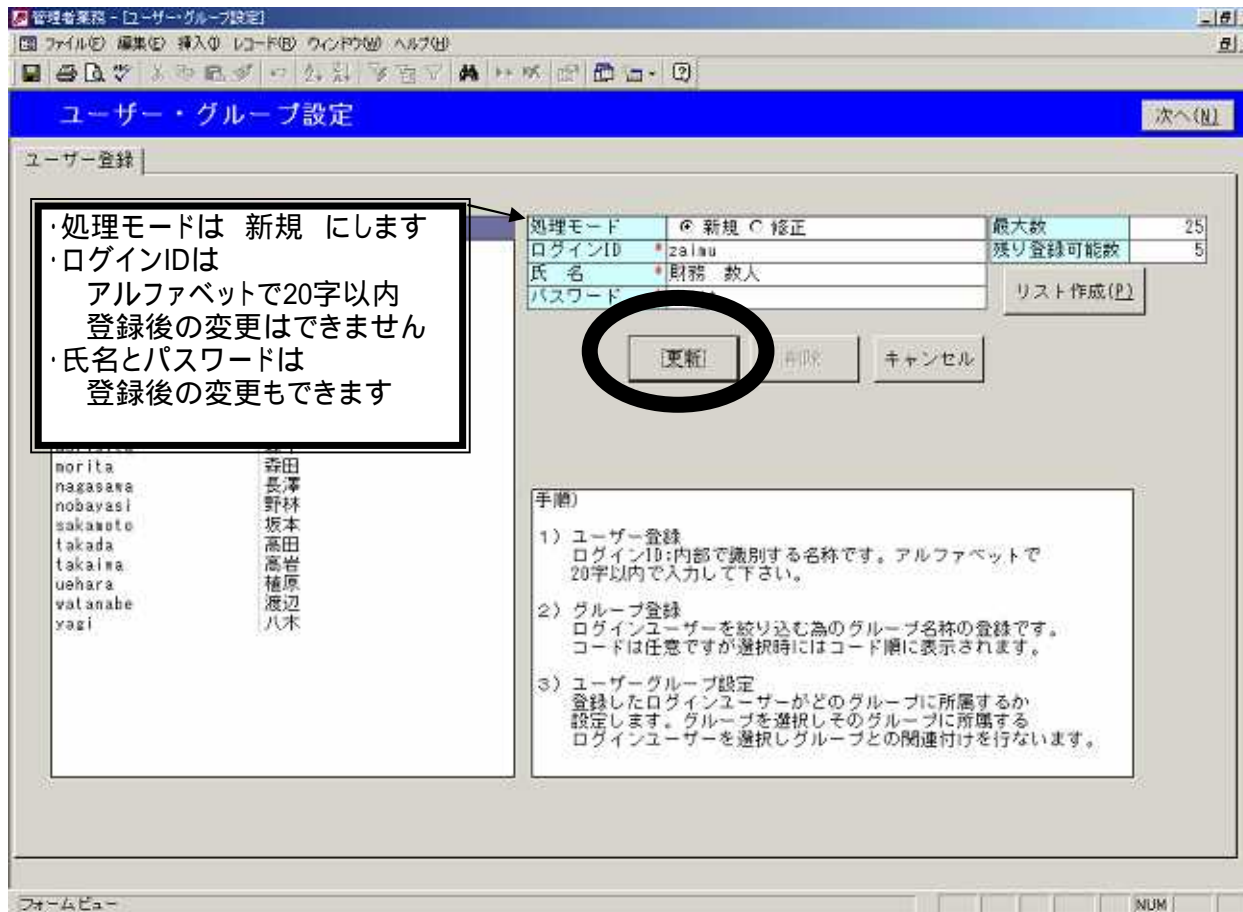 管理者業務 - [ユーザー・グループ設定]
ファイル(F) 編集(E) 挿入(I) レコード(R) ウィンドウ(W) ヘルプ(H)
ユーザー・グループ設定
次へ(N)
ユーザー登録
・処理モードは 新規 にします
・ログインIDは
アルファベットで20字以内
登録後の変更はできません
・氏名とパスワードは
登録後の変更もできます
処理モード 新規 修正
ログインID *zaimu
氏 名 *財務 数人
パスワード
最大数 25
残り登録可能数 5
リスト作成(P)
更新
削除
キャンセル
morita 森田
nagasawa 長澤
nobayasi 野林
sakamoto 坂本
takada 高田
takaiwa 高岩
uehara 植原
watanabe 渡辺
yagi 八木
手順)
1) ユーザー登録
ログインID:内部で識別する名称です。アルファベットで
20字以内で入力して下さい。
2) グループ登録
ログインユーザーを絞り込む為のグループ名称の登録です。
コードは任意ですが選択時にはコード順に表示されます。
3) ユーザーグループ設定
登録したログインユーザーがどのグループに所属するか
設定します。グループを選択しそのグループに所属する
ログインユーザーを選択しグループとの関連付けを行ないます。
フォームビュー
NUM